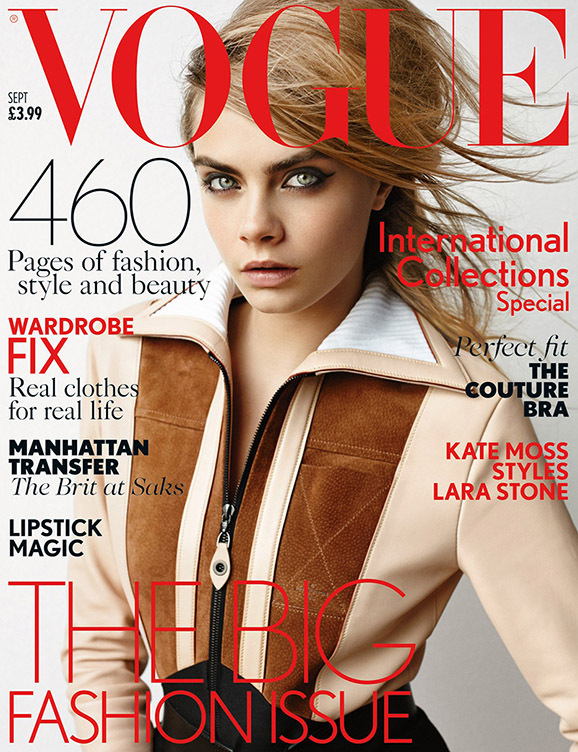 VOGUE
®
SEPT
£3.99
460
Pages of fashion,
style and beauty
WARDROBE
FIX
Real clothes
for real life
MANHATTAN
TRANSFER
The Brit at Saks
LIPSTICK
MAGIC
International
Collections
Special
Perfect fit
THE
COUTURE
BRA
KATE MOSS
STYLES
LARA STONE
THE BIG
FASHION ISSUE